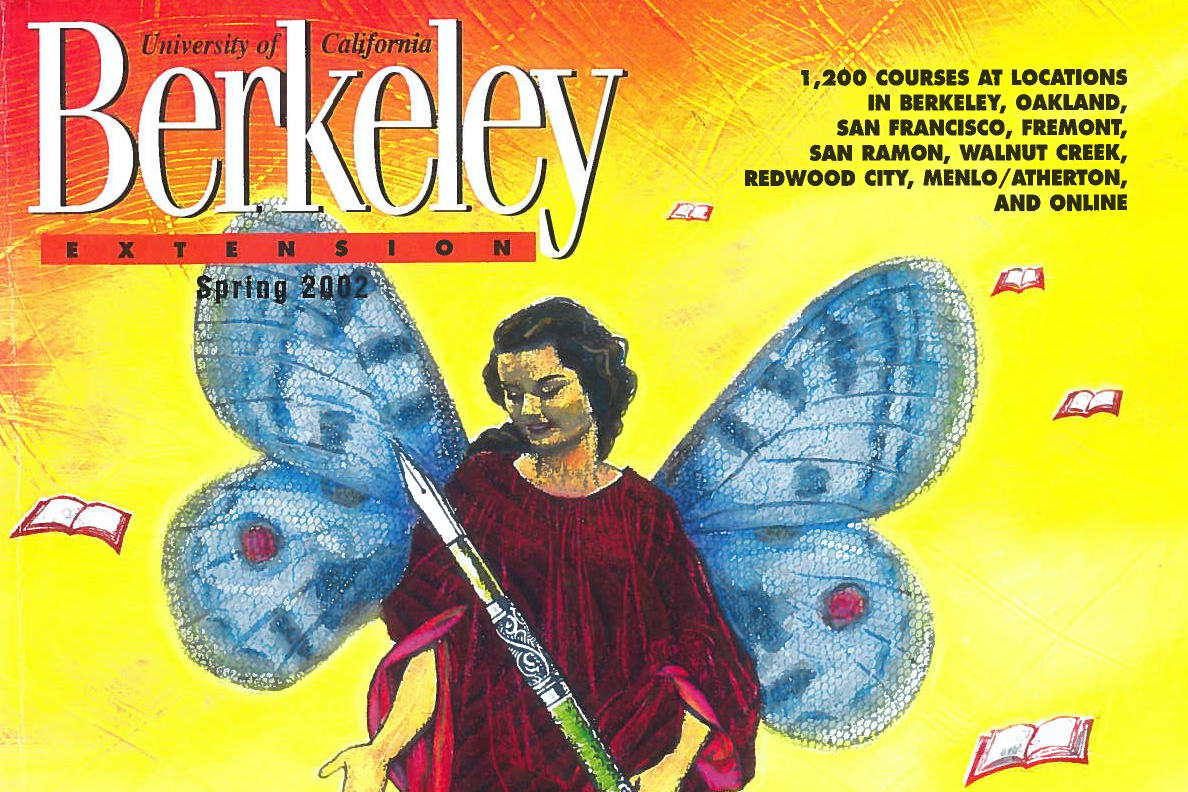 University of California
Berkeley
EXTENSION
Spring 2002
1,200 COURSES AT LOCATIONS
IN BERKELEY, OAKLAND,
SAN FRANCISCO, FREMONT,
SAN RAMON, WALNUT CREEK,
REDWOOD CITY, MENLO/ATHERTON,
AND ONLINE